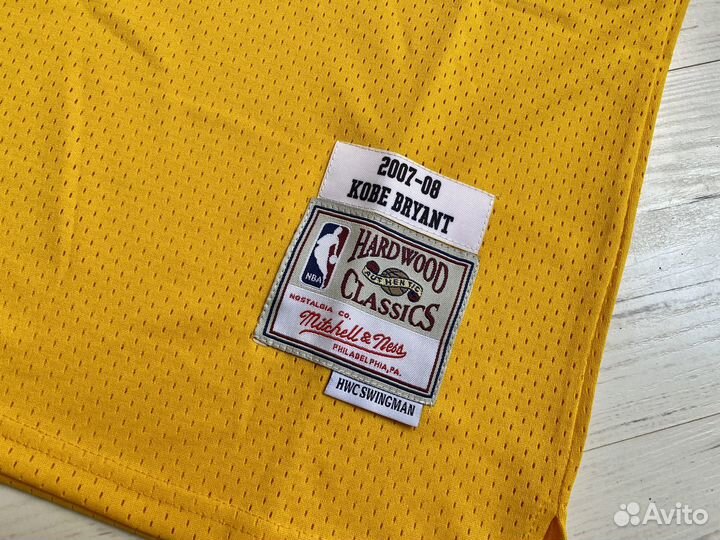 2007-08
KOBE BRYANT
NBA
HARDWOOD
AUTHENTIC
CLASSICS
NOSTALGIA CO.
Mitchell & Ness
PHILADELPHIA, PA.
HWC SWINGMAN
Avito